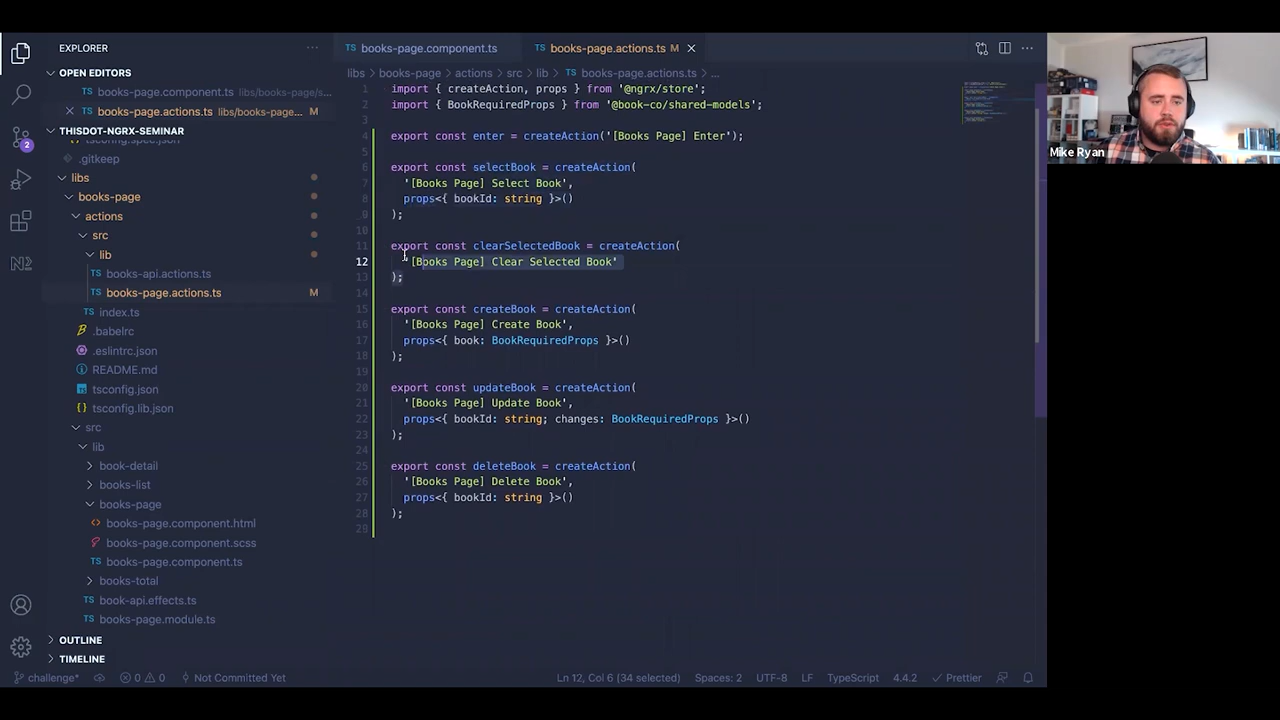 EXPLORER
OPEN EDITORS
TS books-page.component.ts libs/books-page/s...
TS books-page.actions.ts libs/books-page... M
THISDOT-NGRX-SEMINAR
TS config.spec.json
.gitkeep
libs
books-page
actions
src
lib
TS books-api.actions.ts
TS books-page.actions.ts M
TS index.ts
.babelrc
.eslintrc.json
README.md
tsconfig.json
{} tsconfig.lib.json
src
lib
book-detail
books-list
books-page
books-page.component.html
books-page.component.scss
TS books-page.component.ts
books-total
TS book-api.effects.ts
TS books-page.module.ts
OUTLINE
TIMELINE
2
TS books-page.component.ts
TS books-page.actions.ts M
libs > books-page > actions > src > lib > TS books-page.actions.ts > ...
1 import { createAction, props } from '@ngrx/store';
2 import { BookRequiredProps } from '@book-co/shared-models';
3
4 export const enter = createAction('[Books Page] Enter');
5
6 export const selectBook = createAction(
7 '[Books Page] Select Book',
8 props<{ bookId: string }>()
9 );
10
11 export const clearSelectedBook = createAction(
12 '[Books Page] Clear Selected Book'
13 );
14
15 export const createBook = createAction(
16 '[Books Page] Create Book',
17 props<{ book: BookRequiredProps }>()
18 );
19
20 export const updateBook = createAction(
21 '[Books Page] Update Book',
22 props<{ bookId: string; changes: BookRequiredProps }>()
23 );
24
25 export const deleteBook = createAction(
26 '[Books Page] Delete Book',
27 props<{ bookId: string }>()
28 );
29
Mike Ryan
challenge* 0 0 Not Committed Yet Ln 12, Col 6 (34 selected) Spaces: 2 UTF-8 LF TypeScript 4.4.2 Prettier